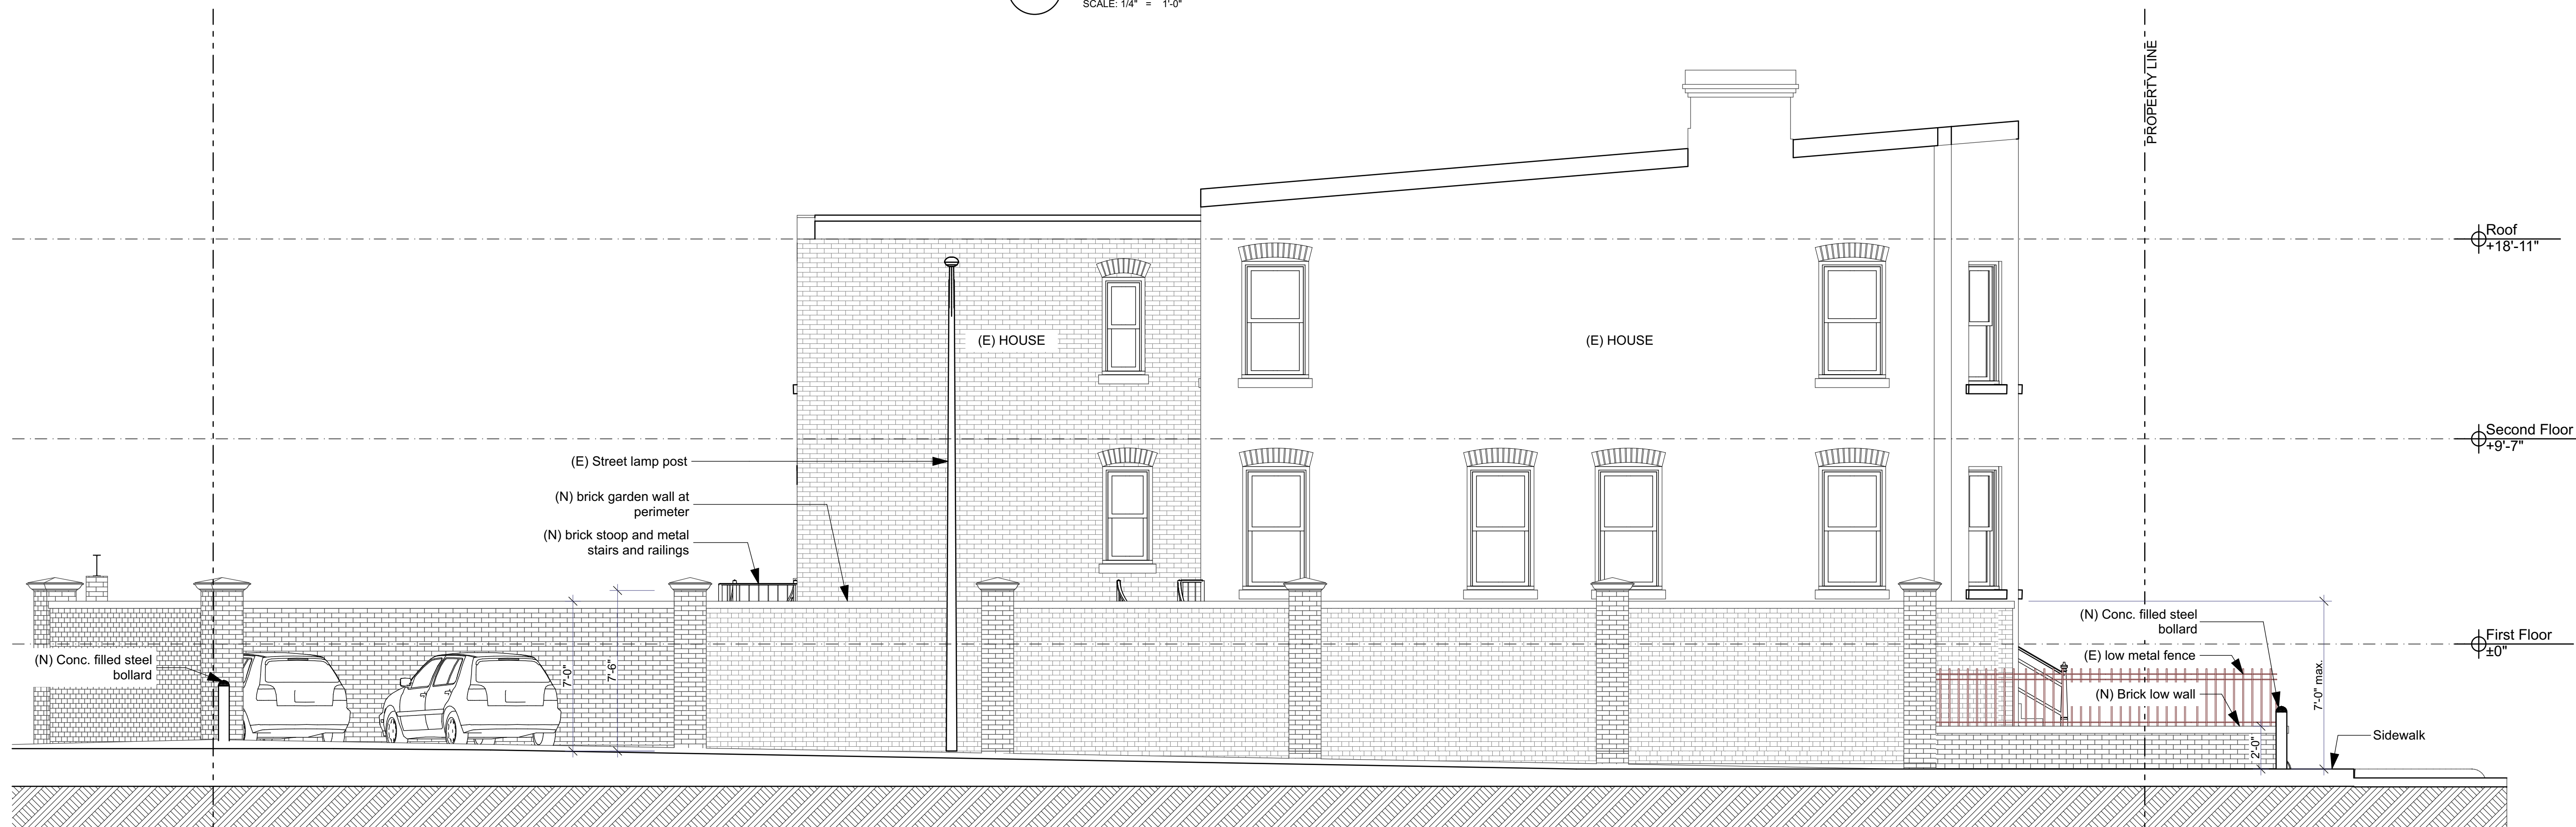 SCALE: 1/4" = 1'-0"
PROPERTY LINE
Roof
+18'-11"
(E) HOUSE
(E) HOUSE
Second Floor
+9'-7"
(E) Street lamp post
(N) brick garden wall at
perimeter
(N) brick stoop and metal
stairs and railings
(N) Conc. filled steel
bollard
First Floor
±0"
(N) Conc. filled steel
bollard
(E) low metal fence
7'-0"
7'-6"
(N) Brick low wall
7'-0" max.
2'-0"
Sidewalk